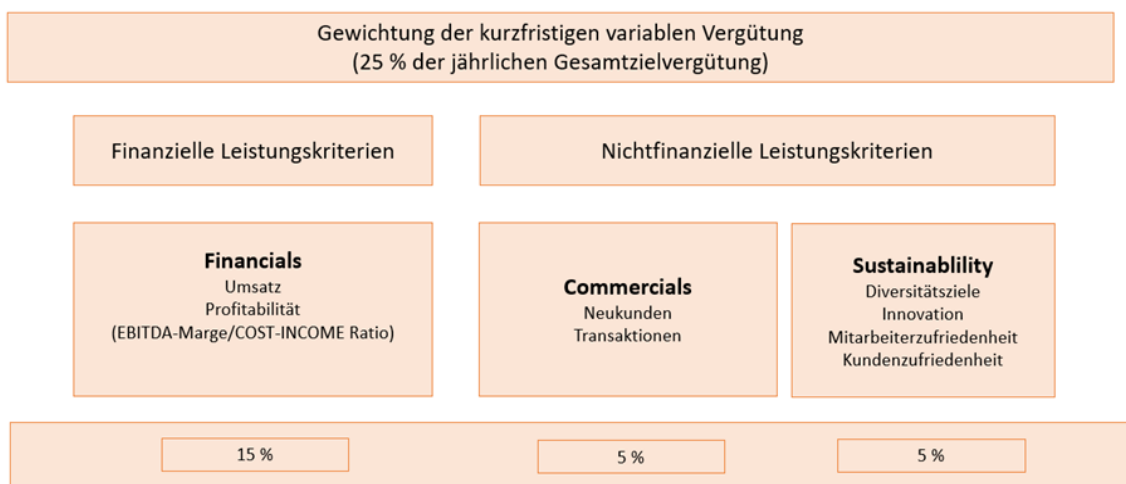 Gewichtung der kurzfristigen variablen Vergütung
(25 % der jährlichen Gesamtzielvergütung)
Finanzielle Leistungskriterien
Nichtfinanzielle Leistungskriterien
Financials
Umsatz
Profitabilität
(EBITDA-Marge/COST-INCOME Ratio)
Commercials
Neukunden
Transaktionen
Sustainablility
Diversitätsziele
Innovation
Mitarbeiterzufriedenheit
Kundenzufriedenheit
15 %
5 %
5 %